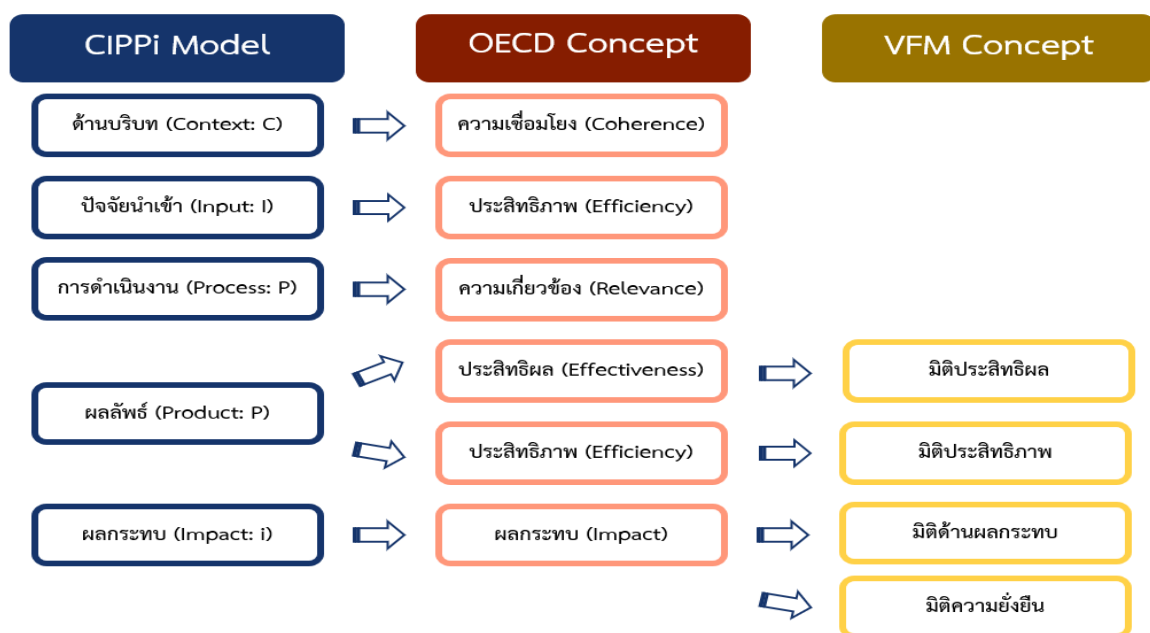 CIPPi Model
OECD Concept
VFM Concept
ด้านบริบท (Context: C)
ความเชื่อมโยง (Coherence)
ปัจจัยนำเข้า (Input: I)
ประสิทธิภาพ (Efficiency)
การดำเนินงาน (Process: P)
ความเกี่ยวข้อง (Relevance)
ประสิทธิผล (Effectiveness)
มิติประสิทธิผล
ผลลัพธ์ (Product: P)
ประสิทธิภาพ (Efficiency)
มิติประสิทธิภาพ
ผลกระทบ (Impact: i)
ผลกระทบ (Impact)
มิติด้านผลกระทบ
มิติความยั่งยืน